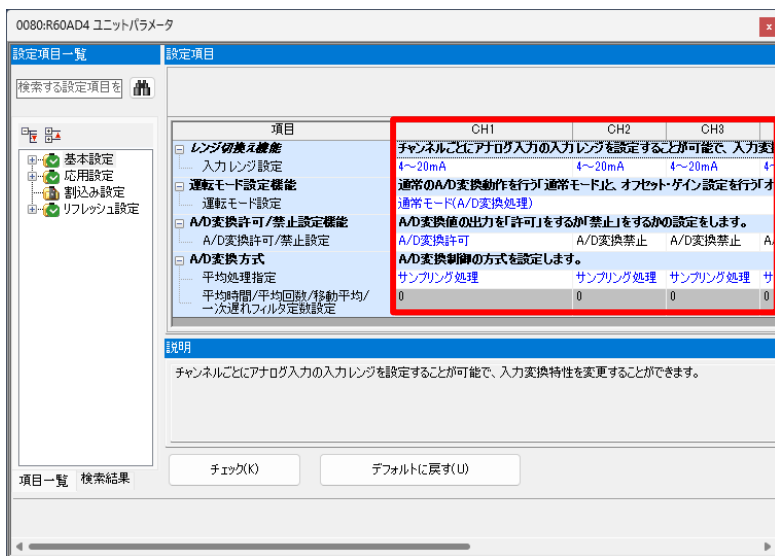 0080:R60AD4 ユニットパラメータ
x
設定項目一覧
設定項目
検索する設定項目を
基本設定
応用設定
割込み設定
リフレッシュ設定
項目 CH1 CH2 CH3
レンジ切換え機能 チャンネルごとにアナログ入力の入力レンジを設定することが可能で、入力変
入力レンジ設定 4～20mA 4～20mA 4～20mA 4～
運転モード設定機能 通常のA/D変換動作を行う「通常モード」と、オフセット・ゲイン設定を行う「オ
運転モード設定 通常モード(A/D変換処理)
A/D変換許可/禁止設定機能 A/D変換値の出力を「許可」をするか「禁止」をするかの設定をします。
A/D変換許可/禁止設定 A/D変換許可 A/D変換禁止 A/D変換禁止 A/
A/D変換方式 A/D変換制御の方式を設定します。
平均処理指定 サンプリング処理 サンプリング処理 サンプリング処理 サ
平均時間/平均回数/移動平均/
一次遅れフィルタ定数設定 0 0 0 0
説明
チャンネルごとにアナログ入力の入力レンジを設定することが可能で、入力変換特性を変更することができます。
項目一覧 検索結果
チェック(K) デフォルトに戻す(U)